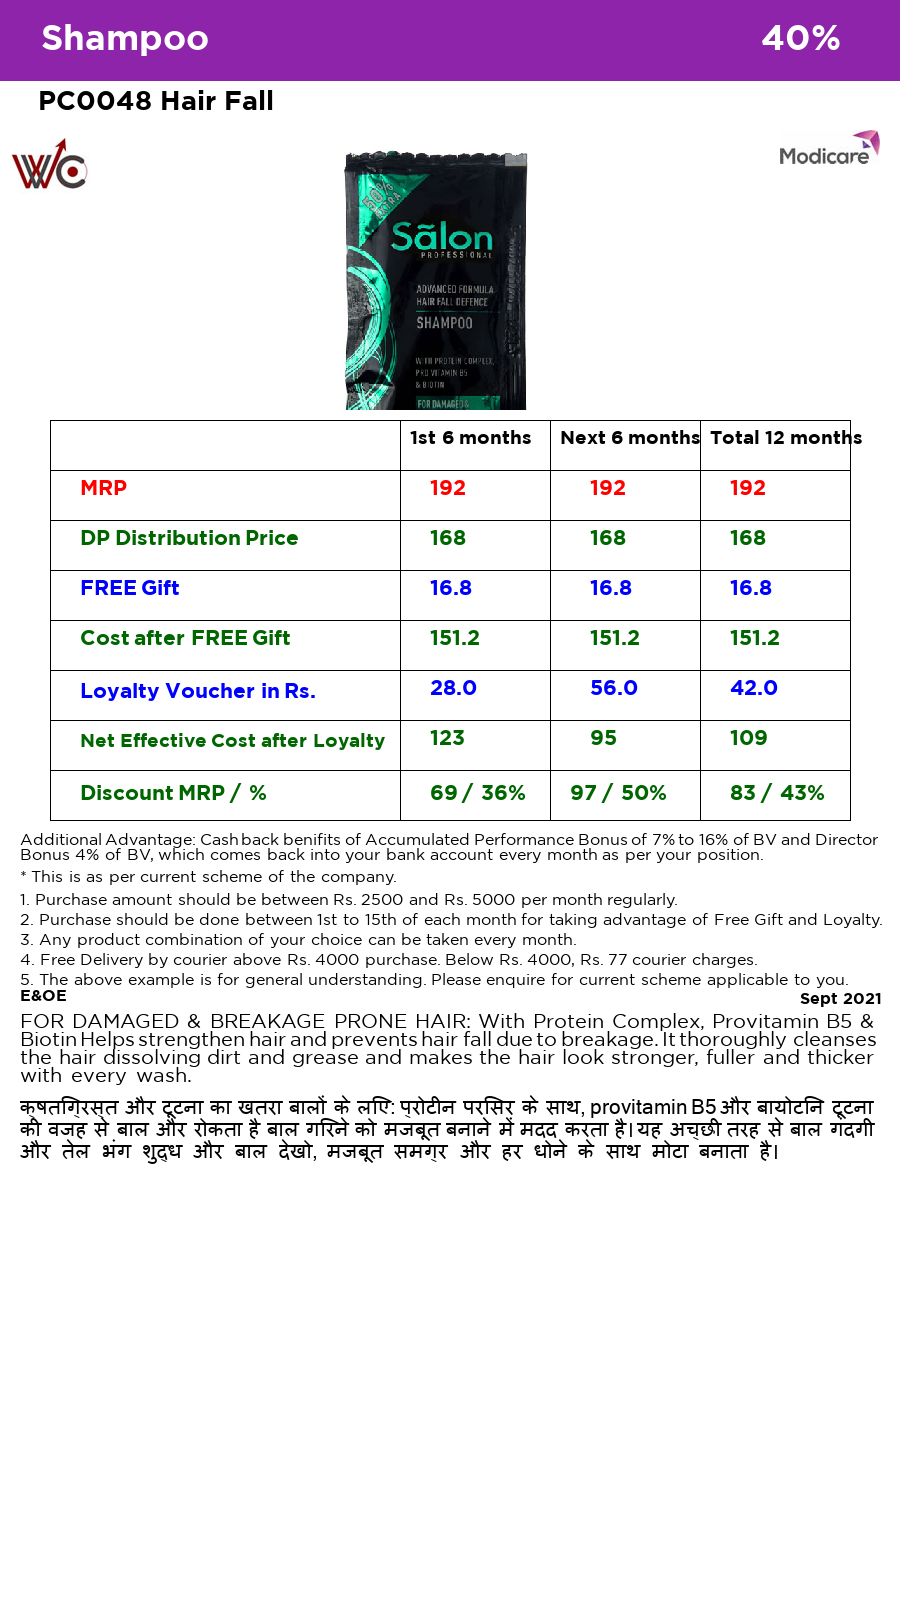 Shampoo 40%
PC0048 Hair Fall
WC
Modicare
50%
EXTRA
Sãlon
PROFESSIONAL
ADVANCED FORMULA
HAIR FALL DEFENCE
SHAMPOO
WITH PROTEIN COMPLEX,
PRO VITAMIN B5
& BIOTIN
FOR DAMAGED &
1st 6 months Next 6 months Total 12 months
MRP 192 192 192
DP Distribution Price 168 168 168
FREE Gift 16.8 16.8 16.8
Cost after FREE Gift 151.2 151.2 151.2
Loyalty Voucher in Rs. 28.0 56.0 42.0
Net Effective Cost after Loyalty 123 95 109
Discount MRP / % 69 / 36% 97 / 50% 83 / 43%
Additional Advantage: Cash back benifits of Accumulated Performance Bonus of 7% to 16% of BV and Director
Bonus 4% of BV, which comes back into your bank account every month as per your position.
* This is as per current scheme of the company.
1. Purchase amount should be between Rs. 2500 and Rs. 5000 per month regularly.
2. Purchase should be done between 1st to 15th of each month for taking advantage of Free Gift and Loyalty.
3. Any product combination of your choice can be taken every month.
4. Free Delivery by courier above Rs. 4000 purchase. Below Rs. 4000, Rs. 77 courier charges.
5. The above example is for general understanding. Please enquire for current scheme applicable to you.
E&OE Sept 2021
FOR DAMAGED & BREAKAGE PRONE HAIR: With Protein Complex, Provitamin B5 &
Biotin Helps strengthen hair and prevents hair fall due to breakage. It thoroughly cleanses
the hair dissolving dirt and grease and makes the hair look stronger, fuller and thicker
with every wash.
क्षतिग्रस्त और टूटना का खतरा बालों के लिए: प्रोटीन परिसर के साथ, provitamin B5 और बायोटिन टूटना
की वजह से बाल और रोकता है बाल गिरने को मजबूत बनाने में मदद करता है। यह अच्छी तरह से बाल गंदगी
और तेल भंग शुद्ध और बाल देखो, मजबूत समग्र और हर धोने के साथ मोटा बनाता है।